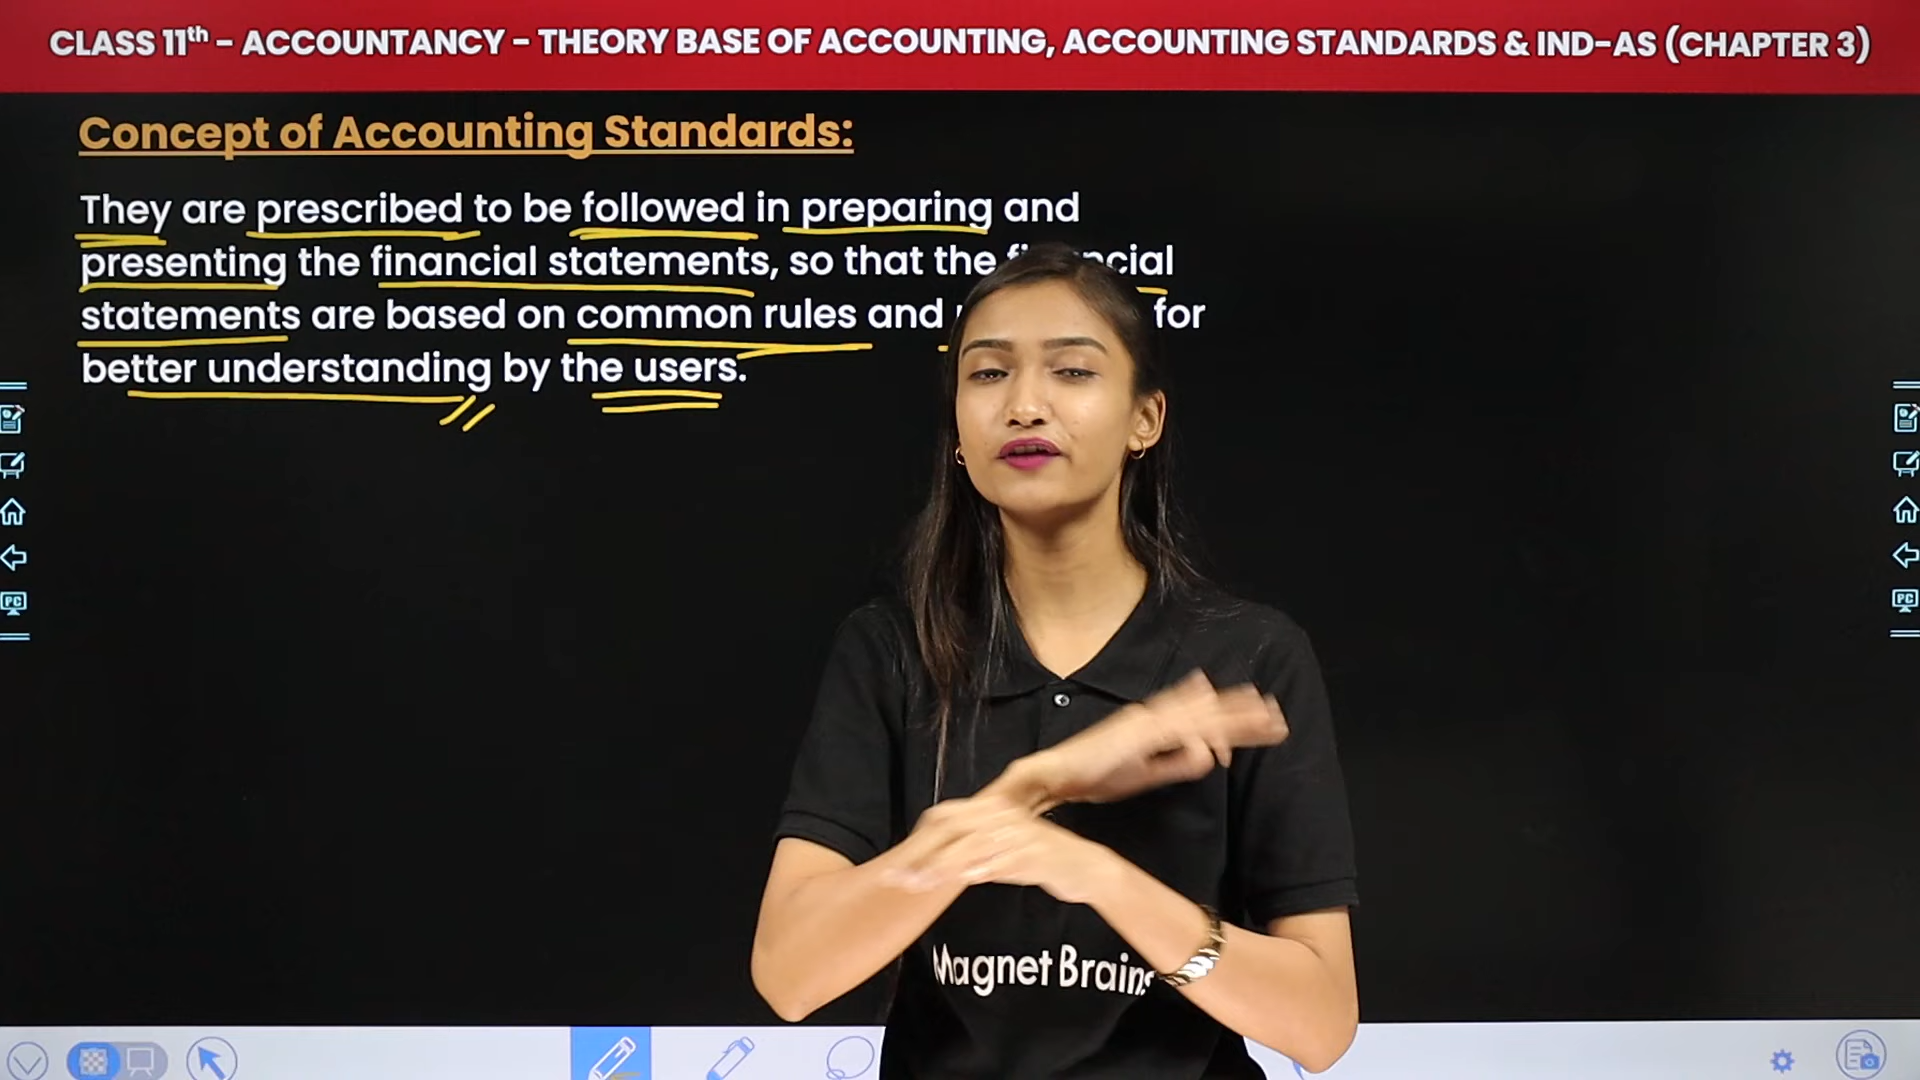 CLASS 11th - ACCOUNTANCY - THEORY BASE OF ACCOUNTING, ACCOUNTING STANDARDS & IND-AS (CHAPTER 3)
Concept of Accounting Standards:
They are prescribed to be followed in preparing and
presenting the financial statements, so that the financial
statements are based on common rules and for
better understanding by the users.
PC
PC
Magnet Brains